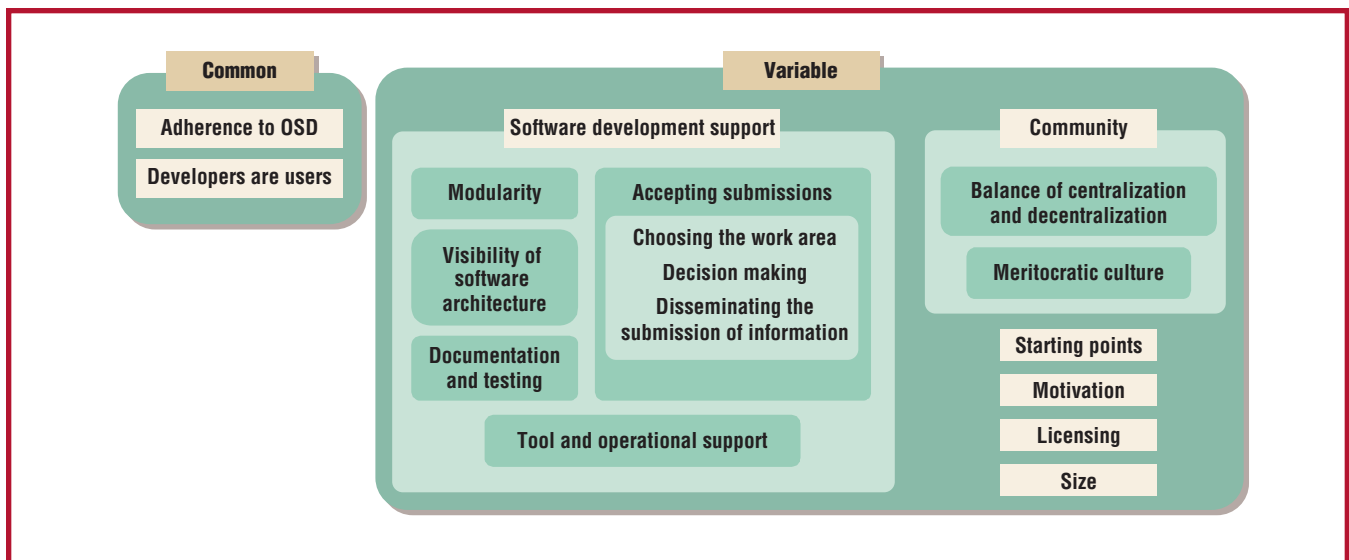 Common
Adherence to OSD
Developers are users
Variable
Software development support
Modularity
Visibility of
software
architecture
Documentation
and testing
Accepting submissions
Choosing the work area
Decision making
Disseminating the
submission of information
Tool and operational support
Community
Balance of centralization
and decentralization
Meritocratic culture
Starting points
Motivation
Licensing
Size